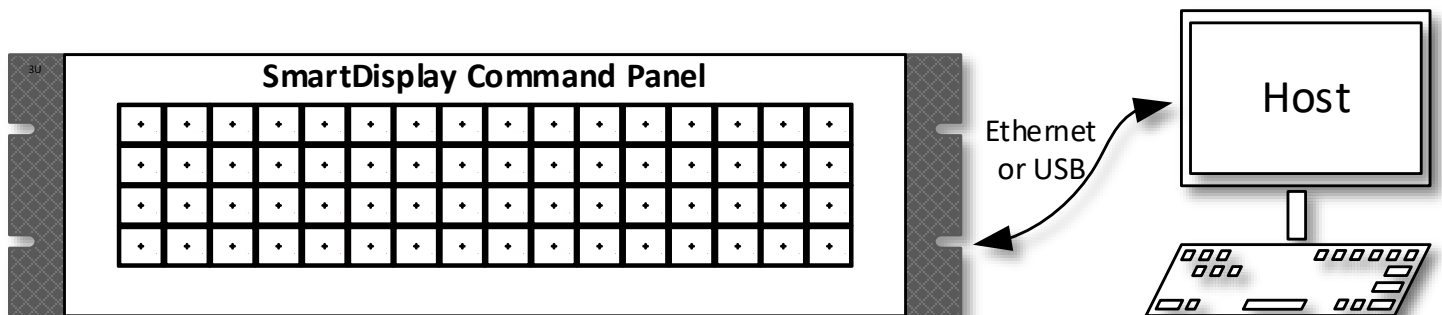 3U
SmartDisplay Command Panel
Ethernet
or USB
Host